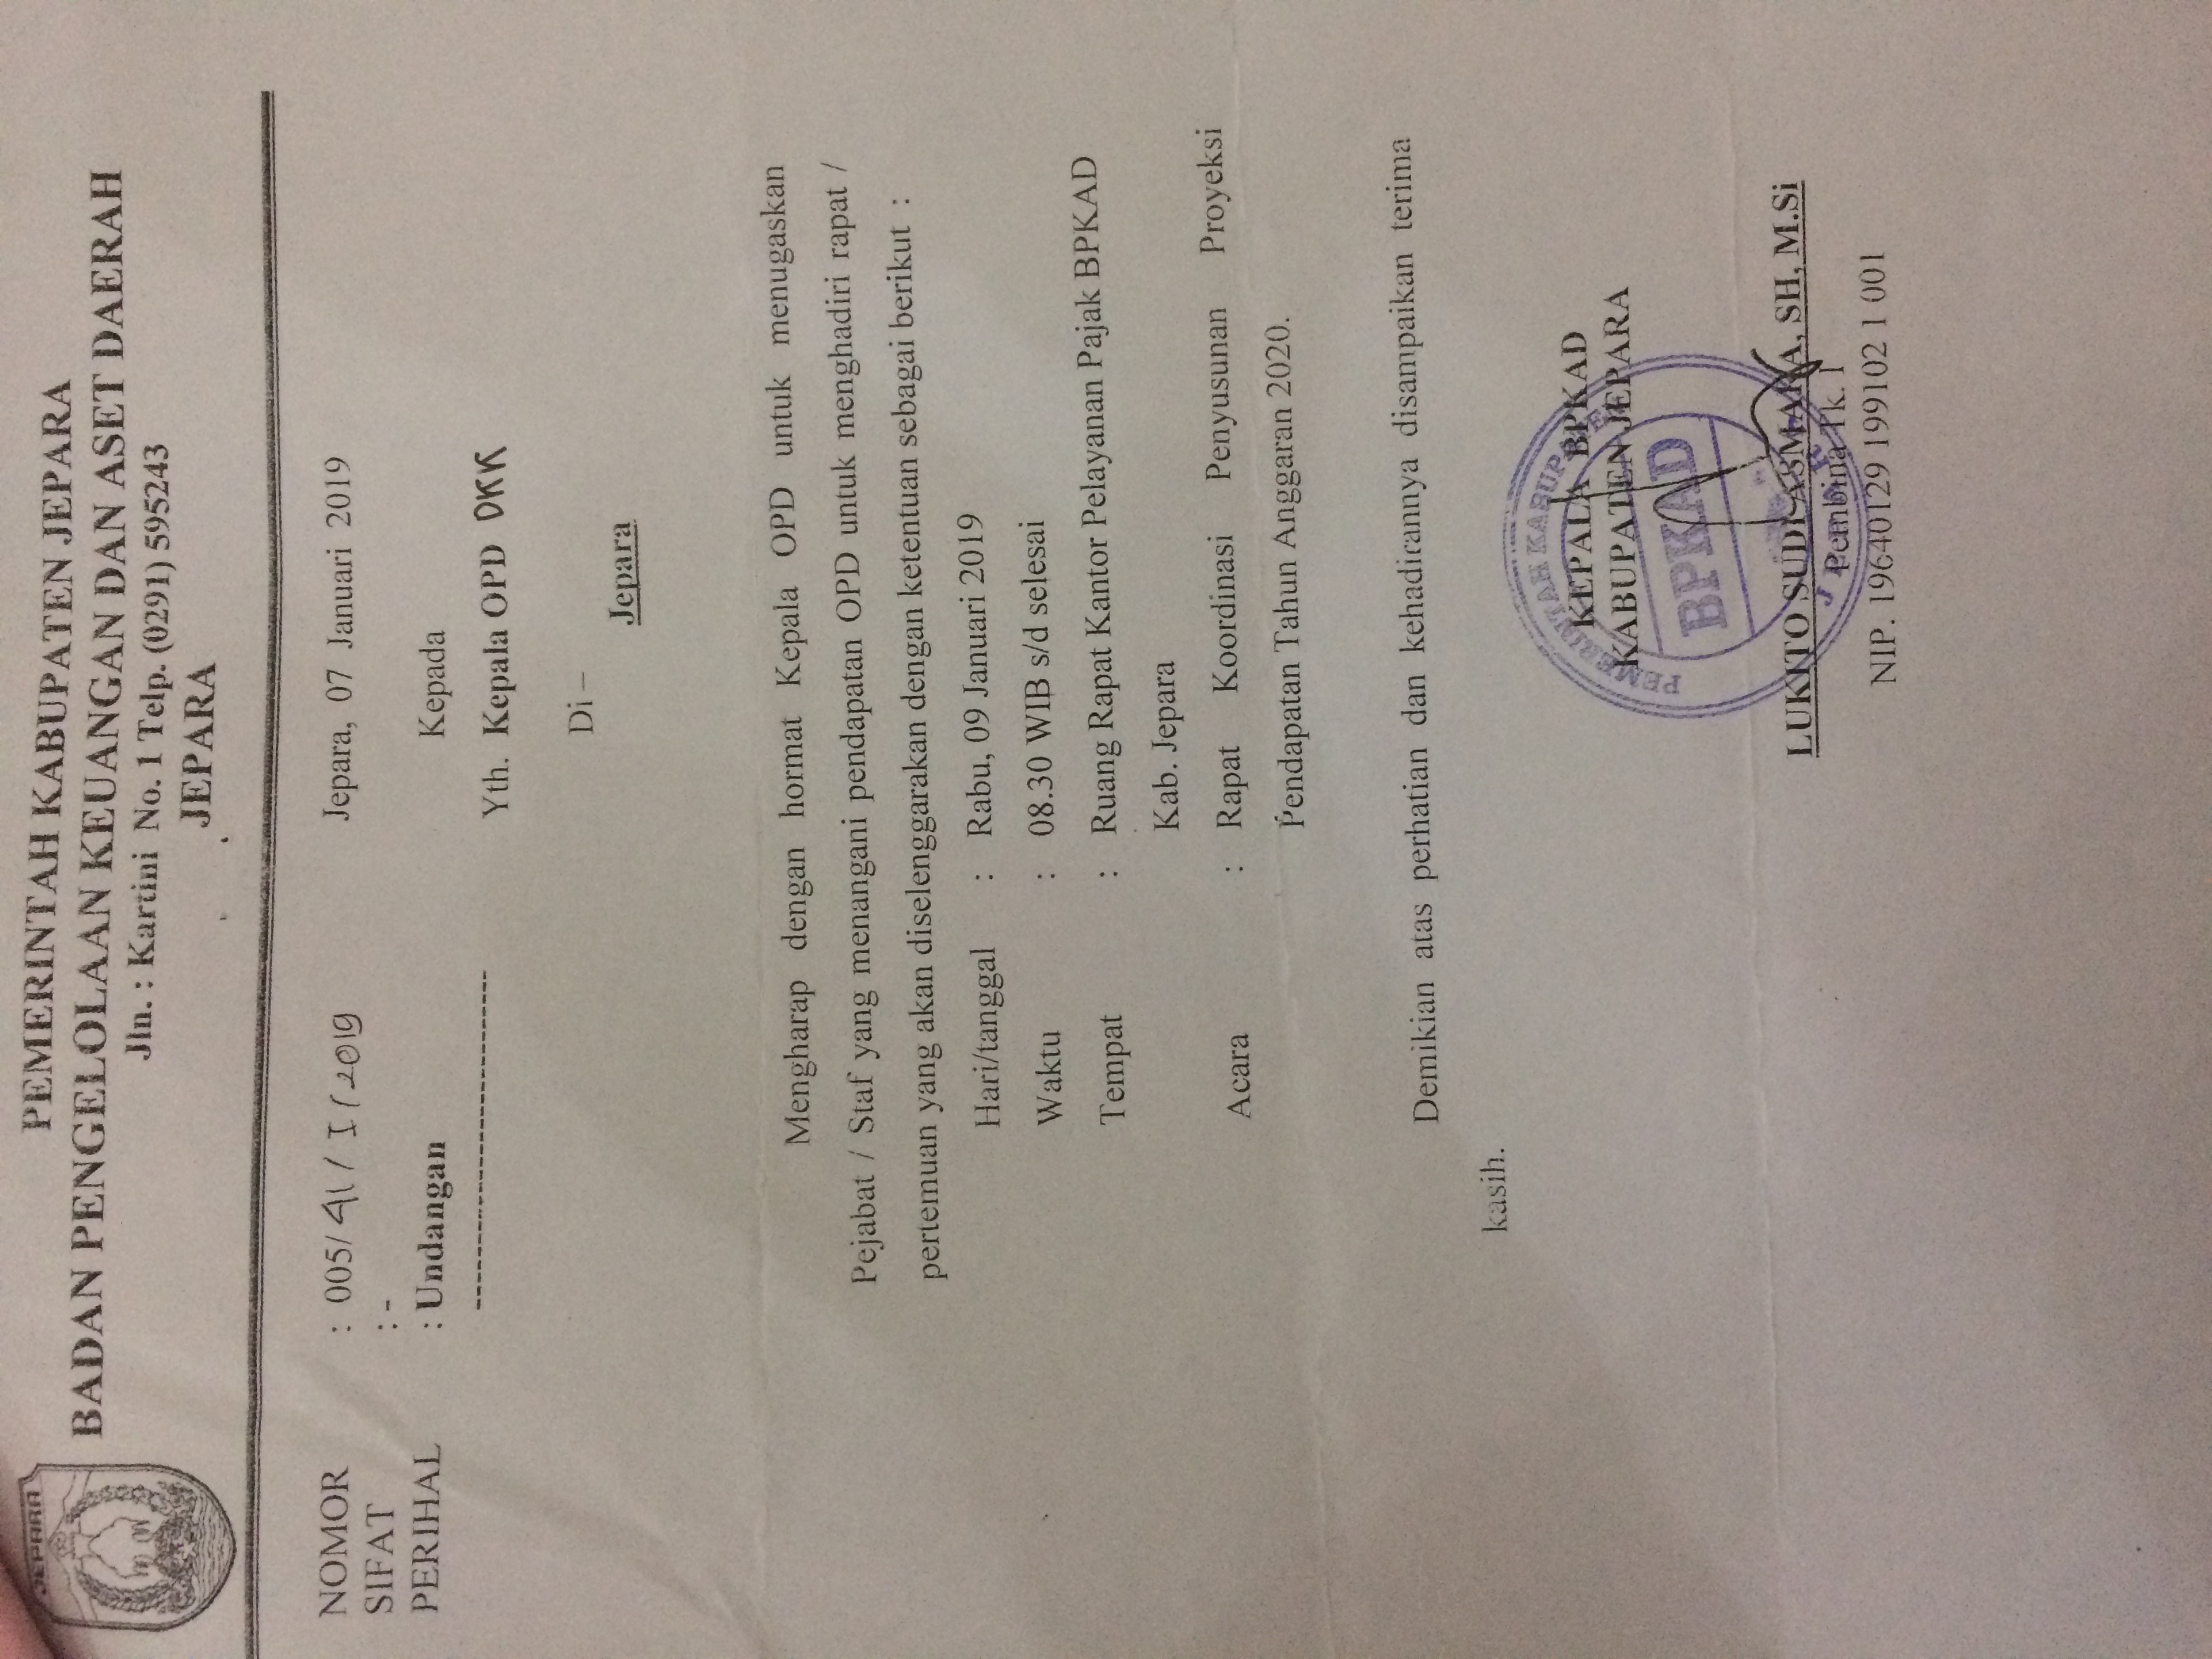 JEPARA
PEMERINTAH KABUPATEN JEPARA
BADAN PENGELOLAAN KEUANGAN DAN ASET DAERAH
Jln. : Kartini No. 1 Telp. (0291) 595243
JEPARA
NOMOR : 005/41/I/2019 Jepara, 07 Januari 2019
SIFAT : -
PERIHAL : Undangan Kepada
Yth. Kepala OPD DKK
Di –
Jepara
Mengharap dengan hormat Kepala OPD untuk menugaskan
Pejabat / Staf yang menangani pendapatan OPD untuk menghadiri rapat /
pertemuan yang akan diselenggarakan dengan ketentuan sebagai berikut :
Hari/tanggal : Rabu, 09 Januari 2019
Waktu : 08.30 WIB s/d selesai
Tempat : Ruang Rapat Kantor Pelayanan Pajak BPKAD
Kab. Jepara
Acara : Rapat Koordinasi Penyusunan Proyeksi
Pendapatan Tahun Anggaran 2020.
Demikian atas perhatian dan kehadirannya disampaikan terima
kasih.
KEPALA BPKAD
KABUPATEN JEPARA
PEMERINTAH KABUPATEN
BPKAD
JEPARA
LUKITO SUDI ASMARA, SH, M.Si
Pembina Tk. I
NIP. 19640129 199102 1 001